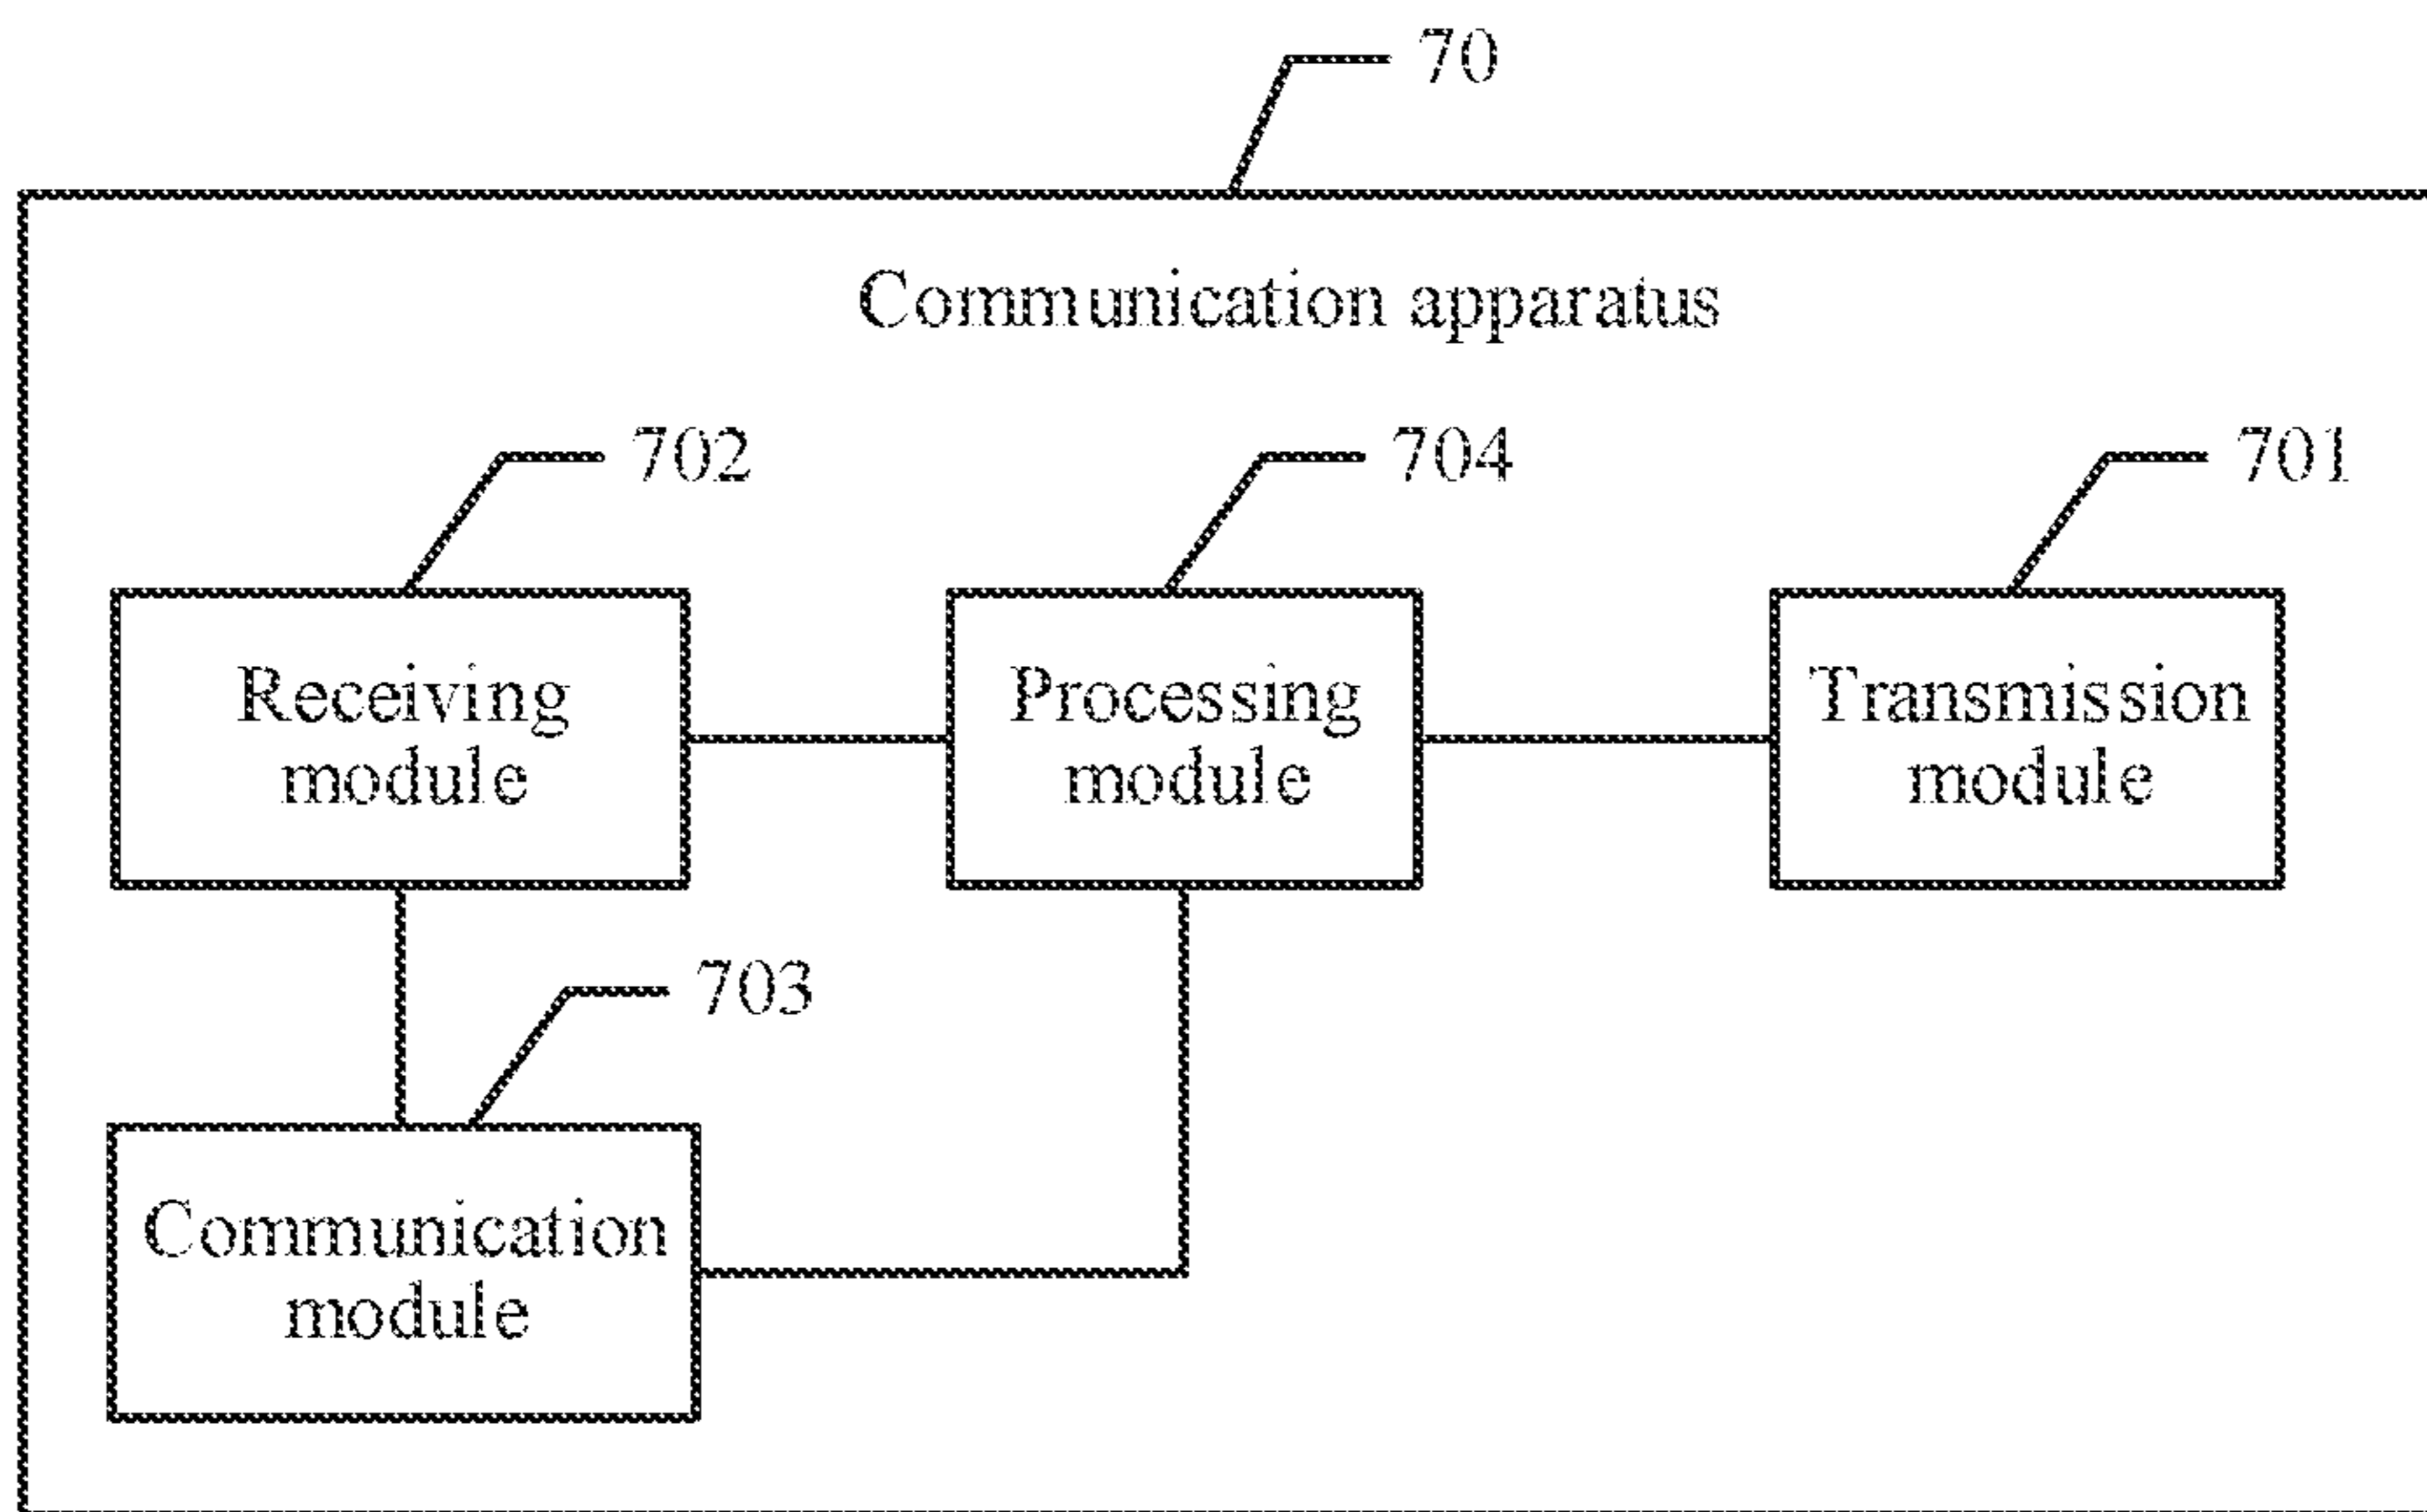 70
Communication apparatus
702
704
701
Receiving
module
Processing
module
Transmission
module
703
Communication
module